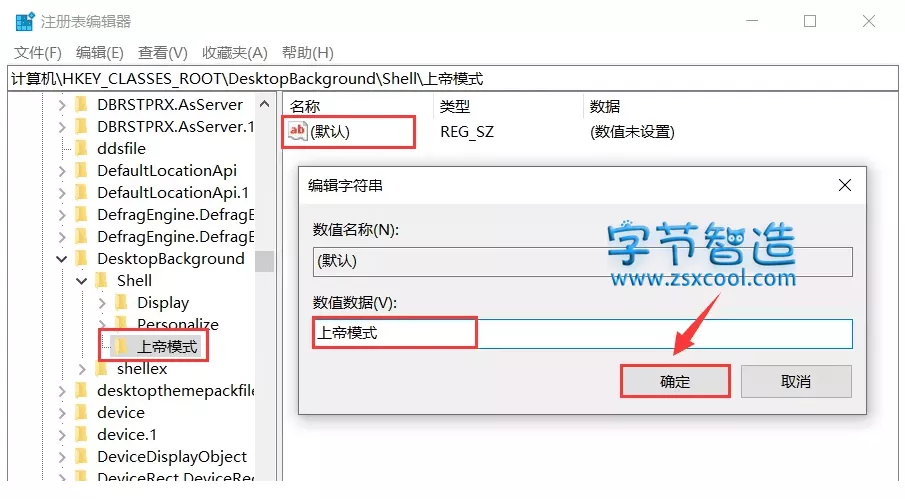 注册表编辑器
文件(F) 编辑(E) 查看(V) 收藏夹(A) 帮助(H)
计算机\HKEY_CLASSES_ROOT\DesktopBackground\Shell\上帝模式
DBRSTPRX.AsServer
DBRSTPRX.AsServer.1
ddsfile
DefaultLocationApi
DefaultLocationApi.1
DefragEngine.DefragE
DefragEngine.DefragE
DesktopBackground
Shell
Display
Personalize
上帝模式
shellex
desktopthemepackfile
device
device.1
DeviceDisplayObject
DeviceRect.DeviceRec
名称 类型 数据
ab (默认) REG_SZ (数值未设置)
编辑字符串
数值名称(N):
(默认)
数值数据(V):
上帝模式
确定 取消
字节智造
www.zsxcool.com